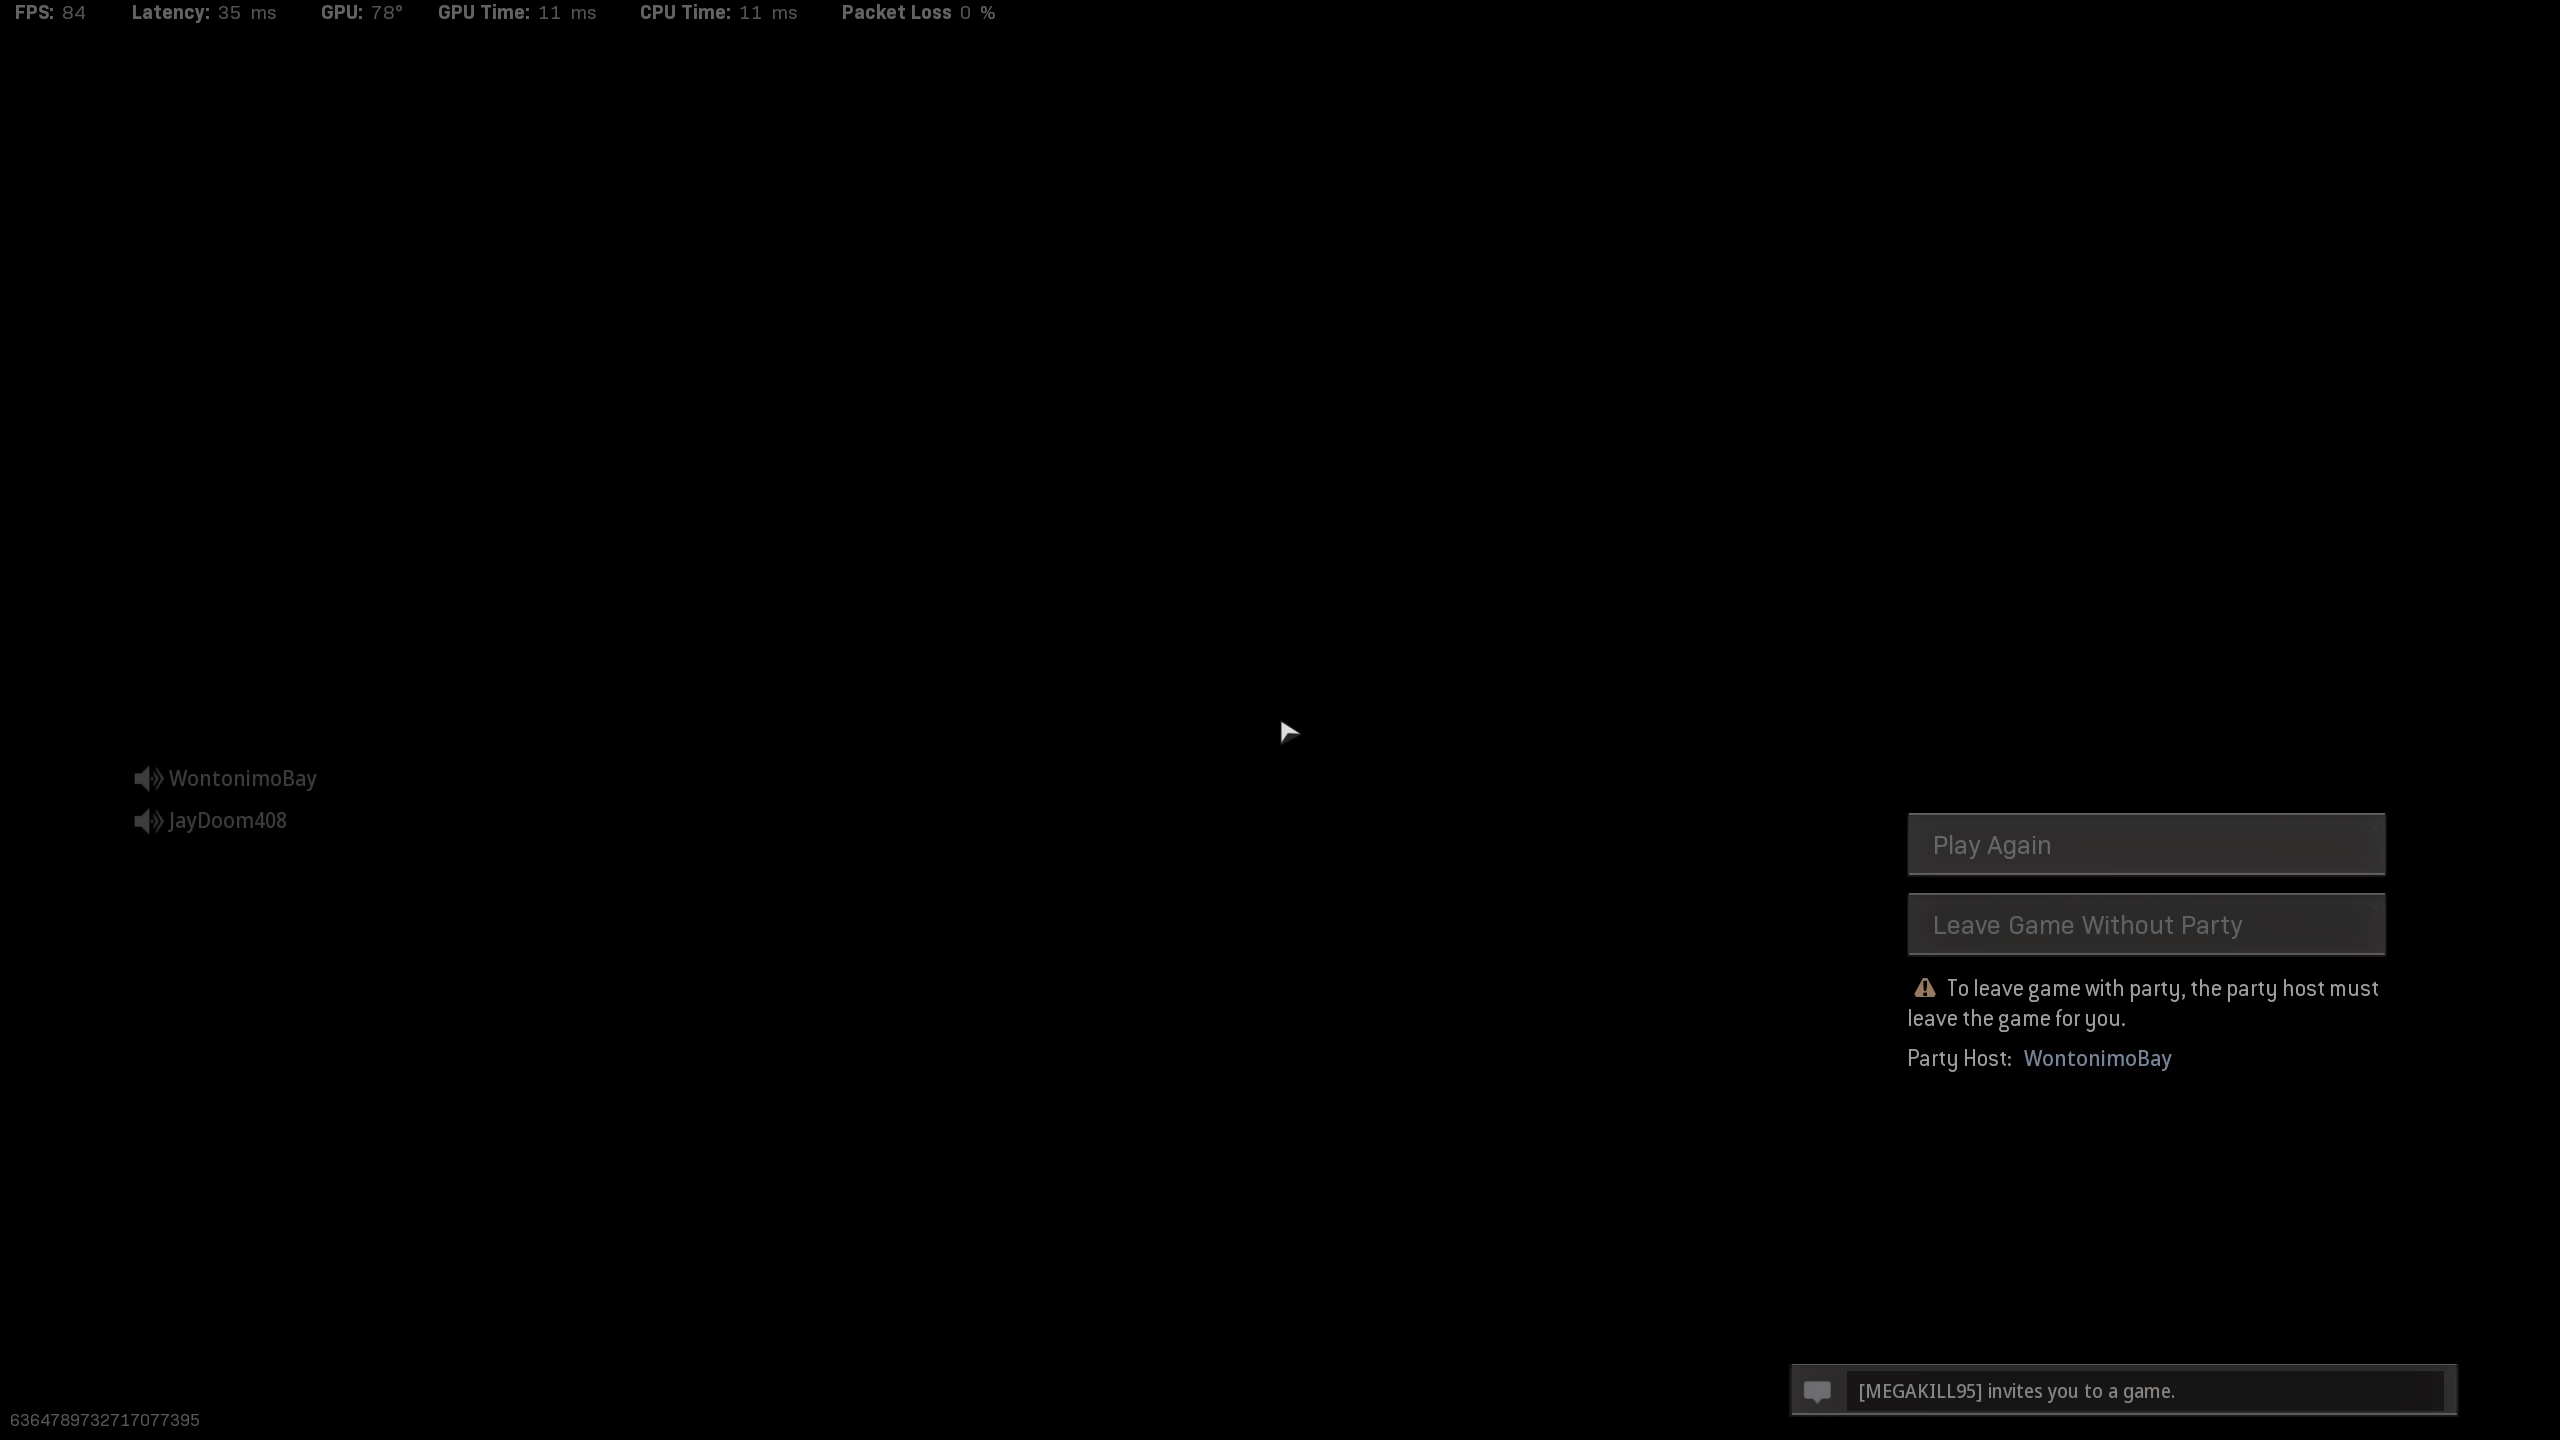 FPS: 84 Latency: 35 ms GPU: 78° GPU Time: 11 ms CPU Time: 11 ms Packet Loss 0 %
WontonimoBay
JayDoom408
Play Again
Leave Game Without Party
To leave game with party, the party host must
leave the game for you.
Party Host: WontonimoBay
[MEGAKILL95] invites you to a game.
6364789732717077395